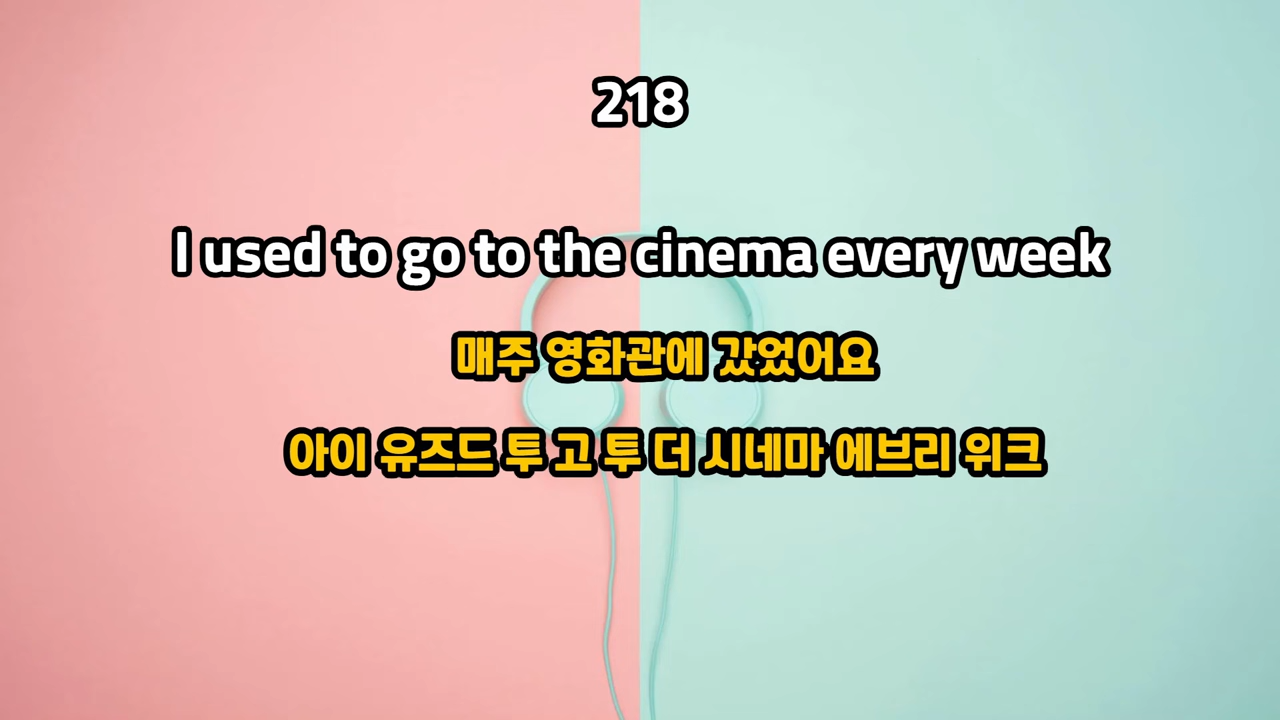 218
I used to go to the cinema every week
매주 영화관에 갔었어요
아이 유즈드 투 고 투 더 시네마 에브리 위크